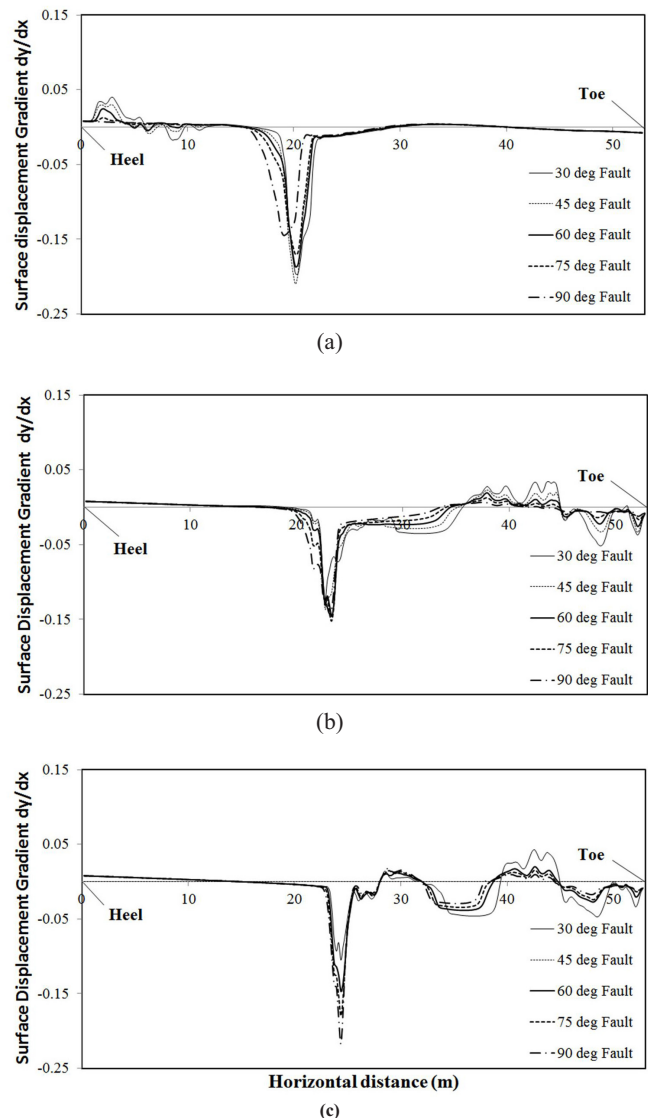 Surface displacement Gradient dy/dx
0.15
0.05
-0.05
-0.15
-0.25
0
10
20
30
40
50
Heel
Toe
30 deg Fault
45 deg Fault
60 deg Fault
75 deg Fault
90 deg Fault
(a)
Surface Displacement Gradient dy/dx
0.15
0.05
-0.05
-0.15
-0.25
0
10
20
30
40
50
Heel
Toe
30 deg Fault
45 deg Fault
60 deg Fault
75 deg Fault
90 deg Fault
(b)
Surface Displacement Gradient dy/dx
0.15
0.05
-0.05
-0.15
-0.25
0
10
20
30
40
50
Heel
Toe
30 deg Fault
45 deg Fault
60 deg Fault
75 deg Fault
90 deg Fault
Horizontal distance (m)
(c)